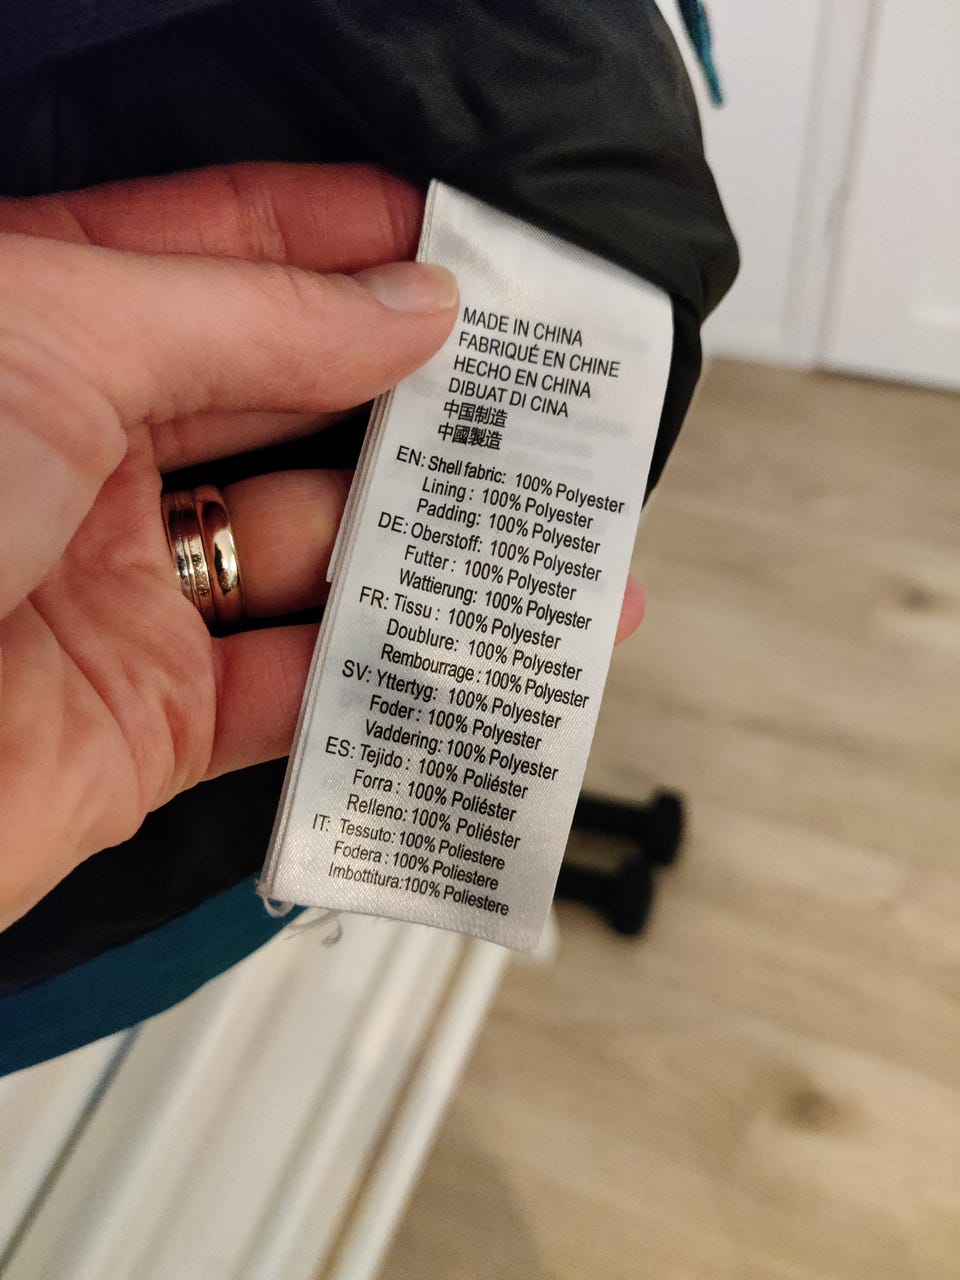 MADE IN CHINA
FABRIQUÉ EN CHINE
HECHO EN CHINA
DIBUAT DI CINA
中国制造
中國製造
EN: Shell fabric: 100% Polyester
Lining : 100% Polyester
Padding: 100% Polyester
DE: Oberstoff: 100% Polyester
Futter : 100% Polyester
Wattierung: 100% Polyester
FR: Tissu : 100% Polyester
Doublure: 100% Polyester
Rembourrage : 100% Polyester
SV: Yttertyg: 100% Polyester
Foder : 100% Polyester
Vaddering: 100% Polyester
ES: Tejido : 100% Poliéster
Forra : 100% Poliéster
Relleno: 100% Poliéster
IT: Tessuto: 100% Poliestere
Fodera : 100% Poliestere
Imbottitura:100% Poliestere